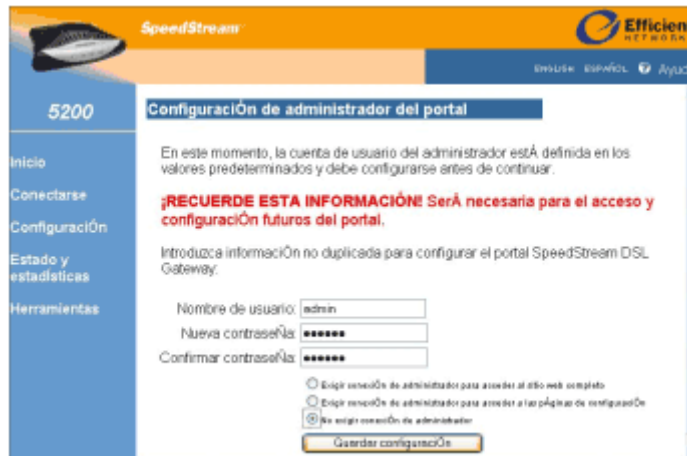 SpeedStream
Efficien
NETWORK
ENGLISH ESPAÑOL ? Ayuc
5200
ConfiguraciÓn de administrador del portal
Inicio
Conectarse
ConfiguraciÓn
Estado y
estadísticas
Herramientas
En este momento, la cuenta de usuario del administrador estÁ definida en los
valores predeterminados y debe configurarse antes de continuar.
¡RECUERDE ESTA INFORMACIÓN! SerÁ necesaria para el acceso y
configuraciÓn futuros del portal.
Introduzca informaciÓn no duplicada para configurar el portal SpeedStream DSL
Gateway:
Nombre de usuario: admin
Nueva contraseÑa: ••••••
Confirmar contraseÑa: ••••••
Exigir conexiÓn de administrador para acceder al sitio web completo
Exigir conexiÓn de administrador para acceder a las pÁginas de configuraciÓn
No exigir conexiÓn de administrador
Guardar configuraciÓn